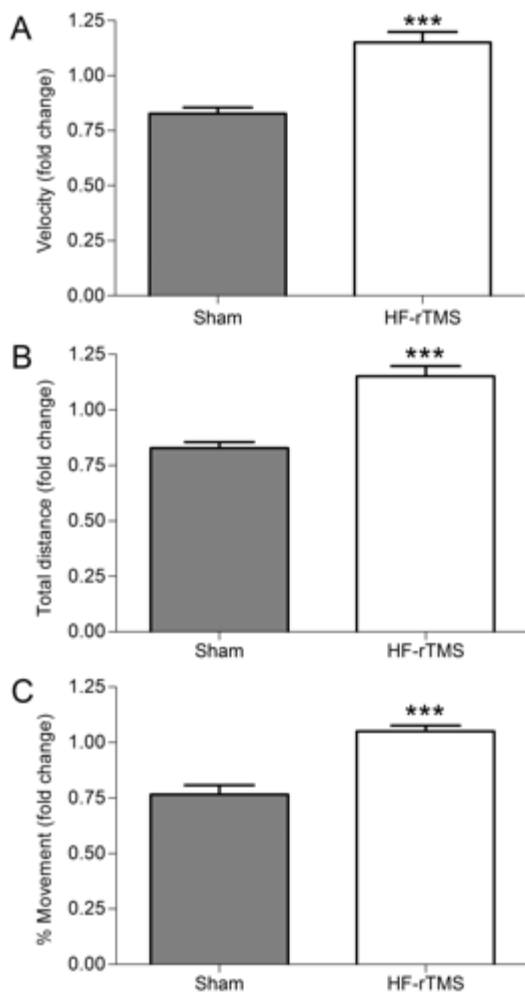 A
Velocity (fold change)
1.25
1.00
0.75
0.50
0.25
0.00
***
Sham HF-rTMS
B
Total distance (fold change)
1.25
1.00
0.75
0.50
0.25
0.00
***
Sham HF-rTMS
C
% Movement (fold change)
1.25
1.00
0.75
0.50
0.25
0.00
***
Sham HF-rTMS